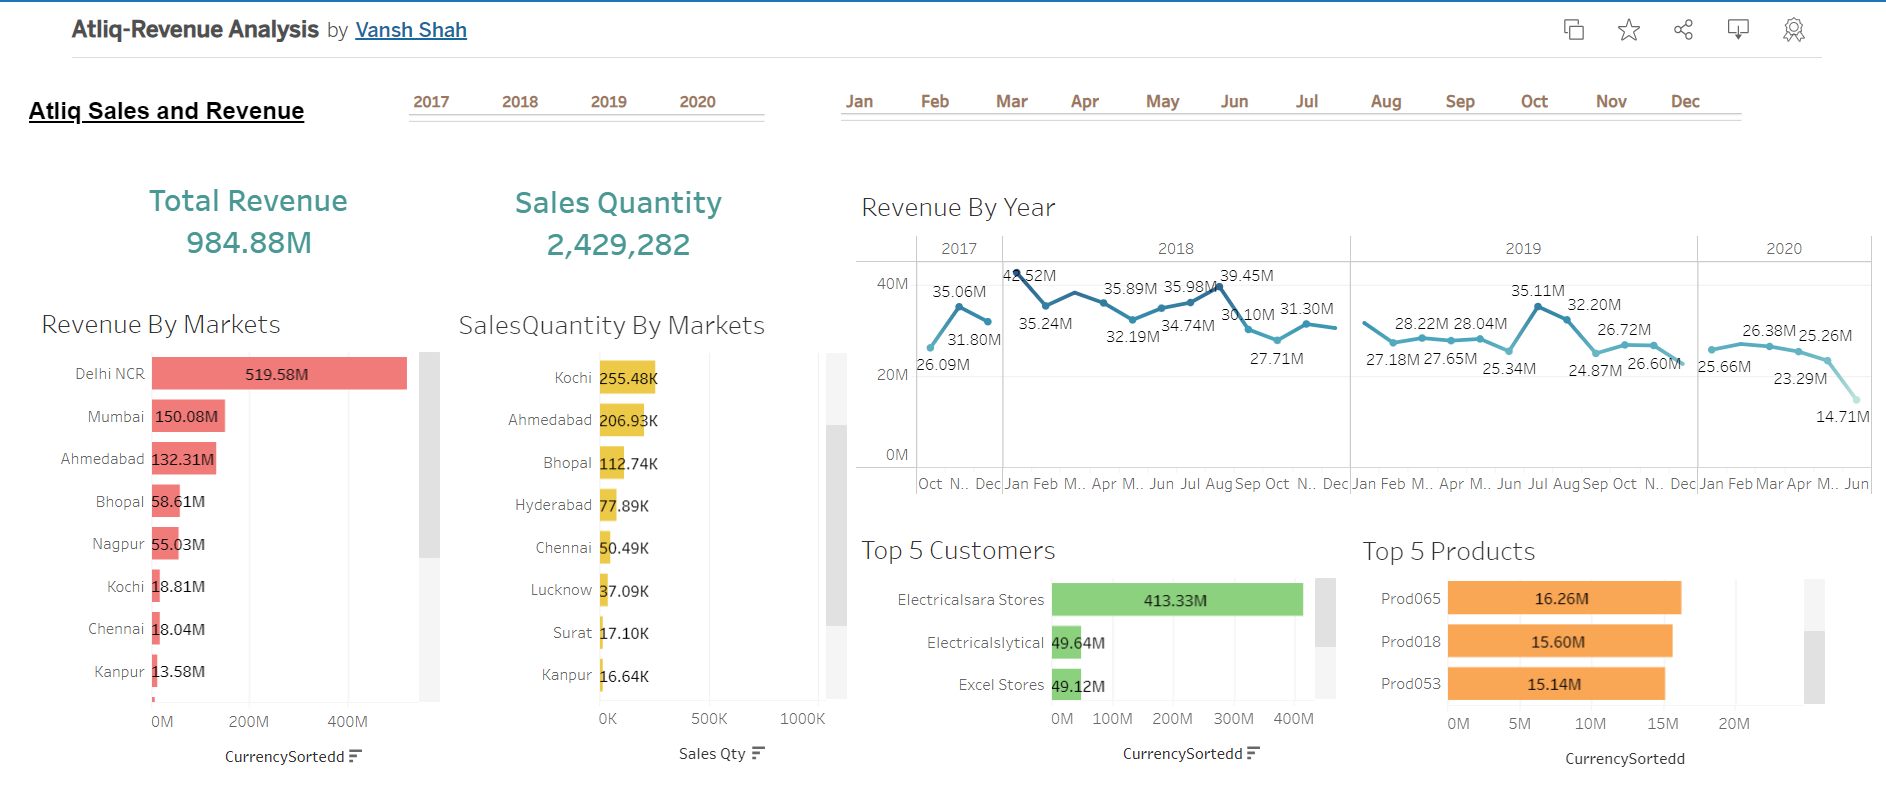 Atliq-Revenue Analysis by Vansh Shah
Atliq Sales and Revenue
2017 2018 2019 2020
Jan Feb Mar Apr May Jun Jul Aug Sep Oct Nov Dec
Total Revenue
984.88M
Sales Quantity
2,429,282
Revenue By Markets
Delhi NCR 519.58M
Mumbai 150.08M
Ahmedabad 132.31M
Bhopal 58.61M
Nagpur 55.03M
Kochi 18.81M
Chennai 18.04M
Kanpur 13.58M
0M 200M 400M
CurrencySortedd
SalesQuantity By Markets
Kochi 255.48K
Ahmedabad 206.93K
Bhopal 112.74K
Hyderabad 77.89K
Chennai 50.49K
Lucknow 37.09K
Surat 17.10K
Kanpur 16.64K
0K 500K 1000K
Sales Qty
Revenue By Year
2017 2018 2019 2020
40M
20M
0M
26.09M 35.06M 31.80M 42.52M 35.24M 35.89M 32.19M 34.74M 35.98M 39.45M 30.10M 27.71M 31.30M
27.18M 28.22M 27.65M 28.04M 25.34M 35.11M 32.20M 24.87M 26.72M 26.60M
25.66M 26.38M 25.26M 23.29M 14.71M
Oct N.. Dec Jan Feb M.. Apr M.. Jun Jul Aug Sep Oct N.. Dec Jan Feb M.. Apr M.. Jun Jul Aug Sep Oct N.. Dec Jan Feb Mar Apr M.. Jun
Top 5 Customers
Electricalsara Stores 413.33M
Electricalslytical 49.64M
Excel Stores 49.12M
0M 100M 200M 300M 400M
CurrencySortedd
Top 5 Products
Prod065 16.26M
Prod018 15.60M
Prod053 15.14M
0M 5M 10M 15M 20M
CurrencySortedd